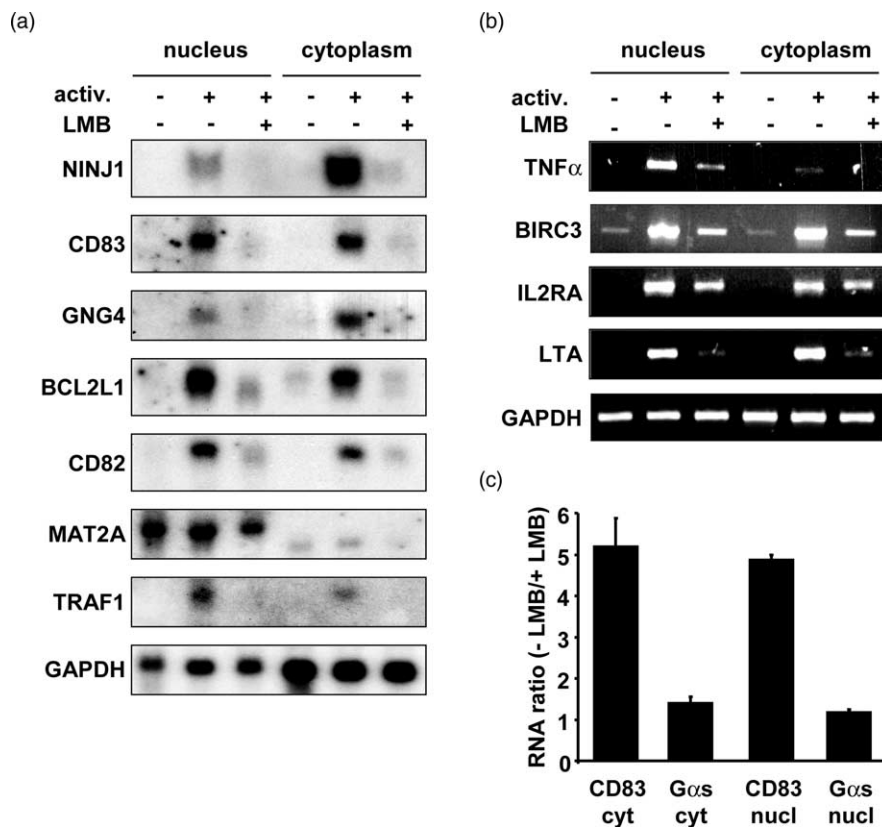 (a)
nucleus cytoplasm
activ. - + + - + +
LMB - - + - - +
NINJ1
CD83
GNG4
BCL2L1
CD82
MAT2A
TRAF1
GAPDH
(b)
nucleus cytoplasm
activ. - + + - + +
LMB - - + - - +
TNFα
BIRC3
IL2RA
LTA
GAPDH
(c)
RNA ratio (- LMB/+ LMB)
6
5
4
3
2
1
0
CD83 Gαs CD83 Gαs
cyt cyt nucl nucl